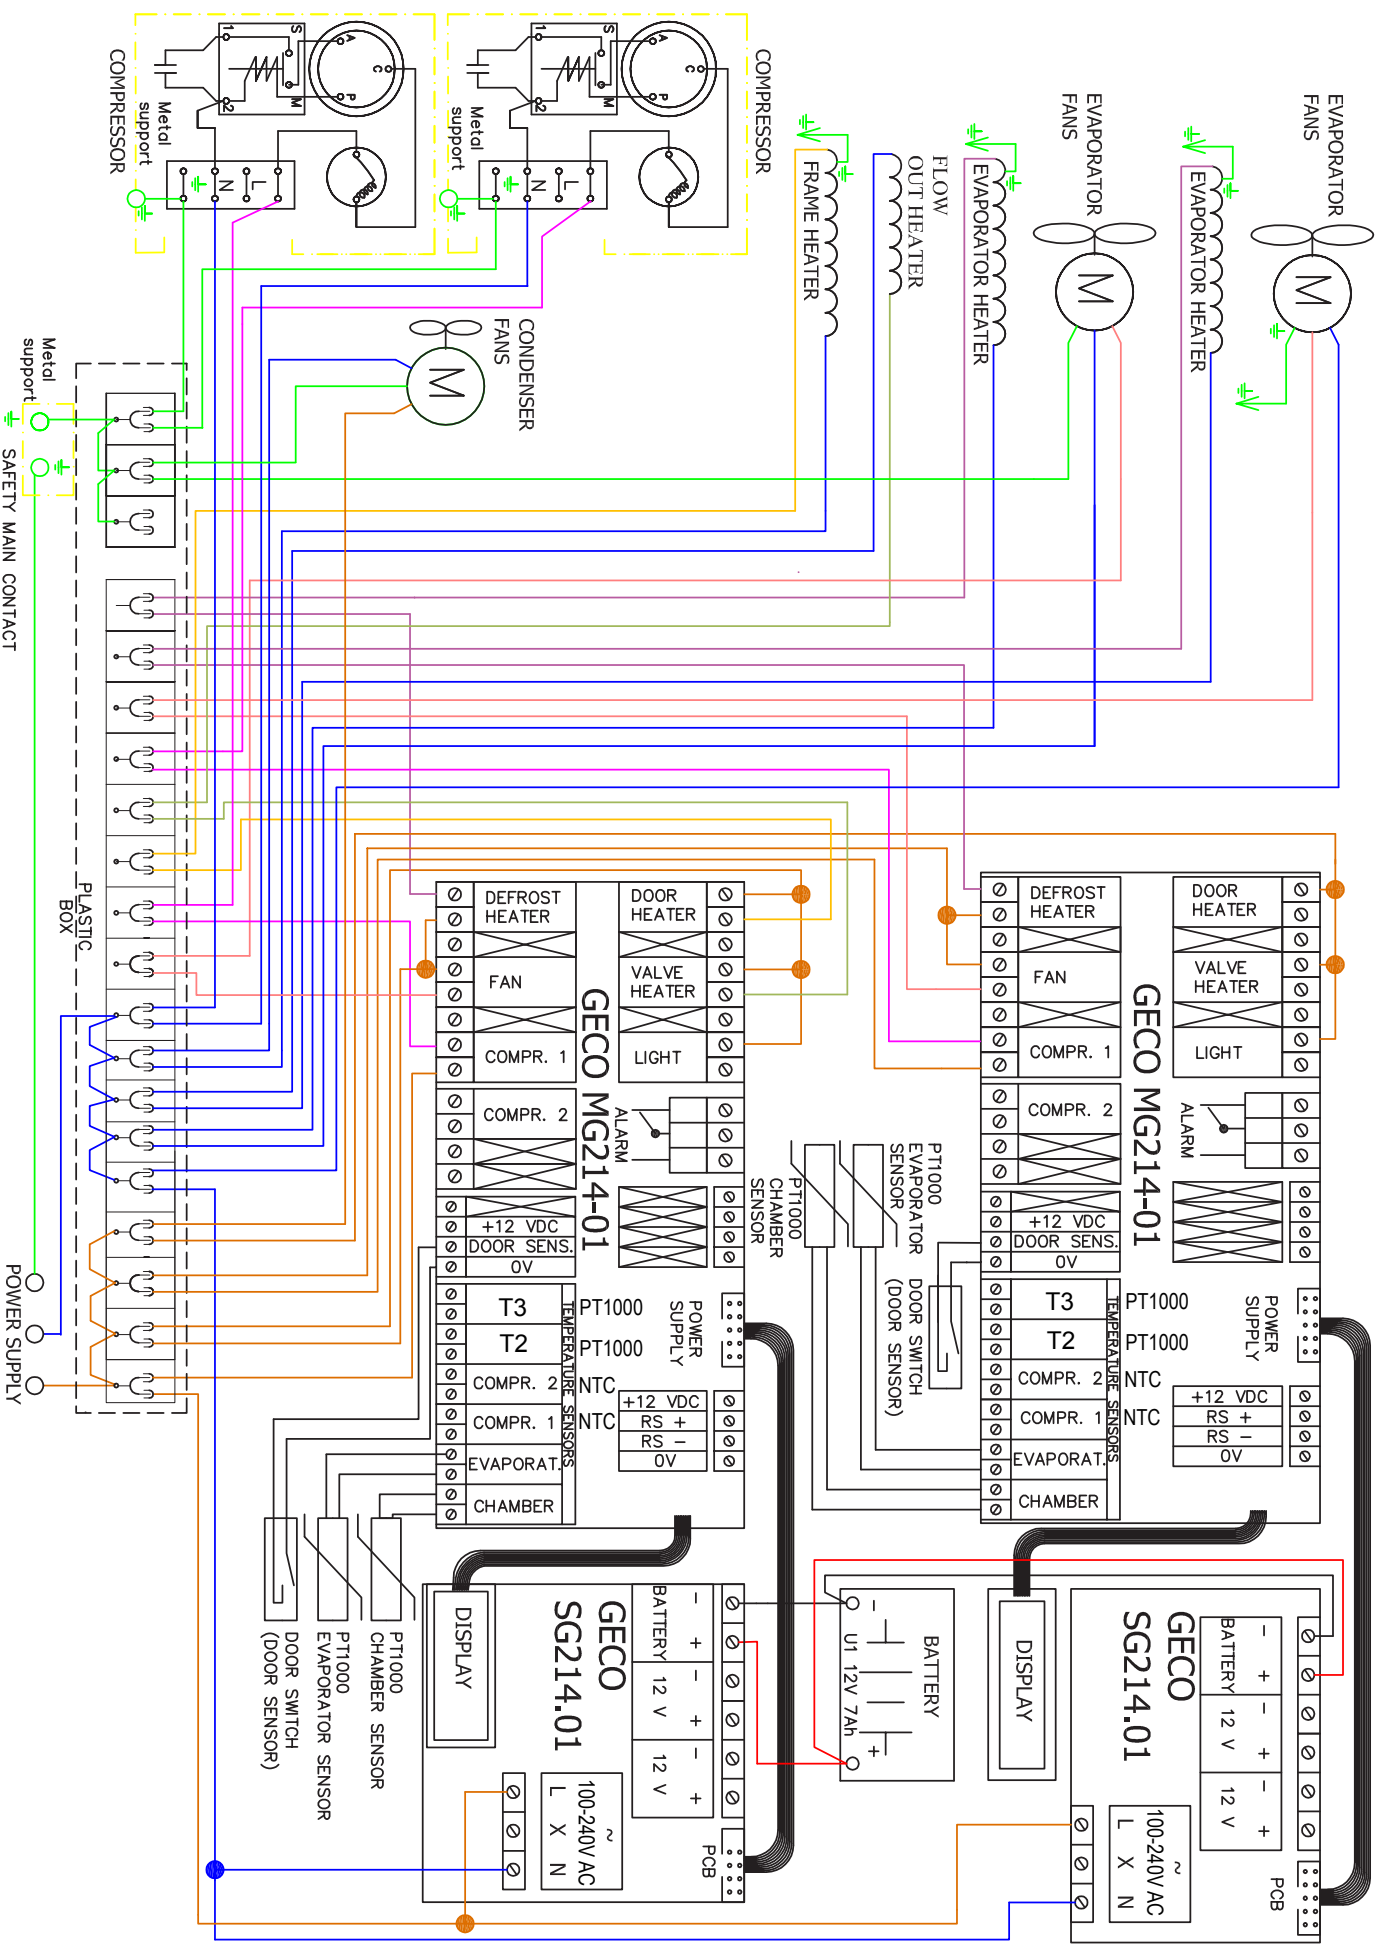 COMPRESSOR
S
1
A
C
P
M
2
Metal
support
N
L
COMPRESSOR
S
1
A
C
P
M
2
Metal
support
N
L
FRAME HEATER
FLOW
OUT HEATER
EVAPORATOR HEATER
EVAPORATOR
FANS
M
EVAPORATOR HEATER
EVAPORATOR
FANS
M
CONDENSER
FANS
M
Metal
support
SAFETY MAIN CONTACT
PLASTIC
BOX
POWER SUPPLY
DEFROST
HEATER
FAN
COMPR. 1
COMPR. 2
+12 VDC
DOOR SENS.
0V
T3
T2
COMPR. 2
COMPR. 1
EVAPORAT.
CHAMBER
TEMPERATURE SENSORS
PT1000
PT1000
NTC
NTC
GECO MG214-01
DOOR
HEATER
VALVE
HEATER
LIGHT
ALARM
POWER
SUPPLY
+12 VDC
RS +
RS -
0V
DEFROST
HEATER
FAN
COMPR. 1
COMPR. 2
+12 VDC
DOOR SENS.
0V
T3
T2
COMPR. 2
COMPR. 1
EVAPORAT.
CHAMBER
TEMPERATURE SENSORS
PT1000
PT1000
NTC
NTC
GECO MG214-01
DOOR
HEATER
VALVE
HEATER
LIGHT
ALARM
POWER
SUPPLY
+12 VDC
RS +
RS -
0V
PT1000
CHAMBER
SENSOR
PT1000
EVAPORATOR
SENSOR
DOOR SWITCH
(DOOR SENSOR)
PT1000
CHAMBER SENSOR
PT1000
EVAPORATOR SENSOR
DOOR SWITCH
(DOOR SENSOR)
DISPLAY
GECO
SG214.01
BATTERY
- +
12 V
- +
12 V
- +
~
100-240V AC
L X N
PCB
BATTERY
-
U1 12V 7Ah
+
DISPLAY
GECO
SG214.01
BATTERY
- +
12 V
- +
12 V
- +
~
100-240V AC
L X N
PCB